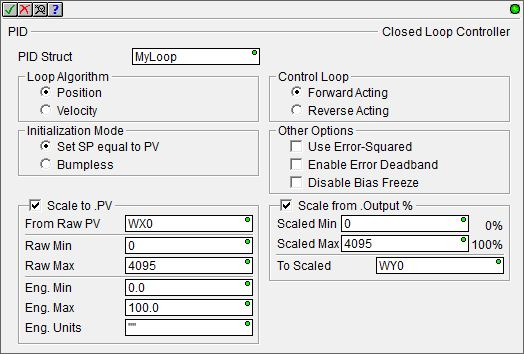 ?
PID Closed Loop Controller
PID Struct MyLoop
Loop Algorithm
Position
Velocity
Control Loop
Forward Acting
Reverse Acting
Initialization Mode
Set SP equal to PV
Bumpless
Other Options
Use Error-Squared
Enable Error Deadband
Disable Bias Freeze
Scale to .PV
From Raw PV WX0
Raw Min 0
Raw Max 4095
Eng. Min 0.0
Eng. Max 100.0
Eng. Units ""
Scale from .Output %
Scaled Min 0 0%
Scaled Max 4095 100%
To Scaled WY0